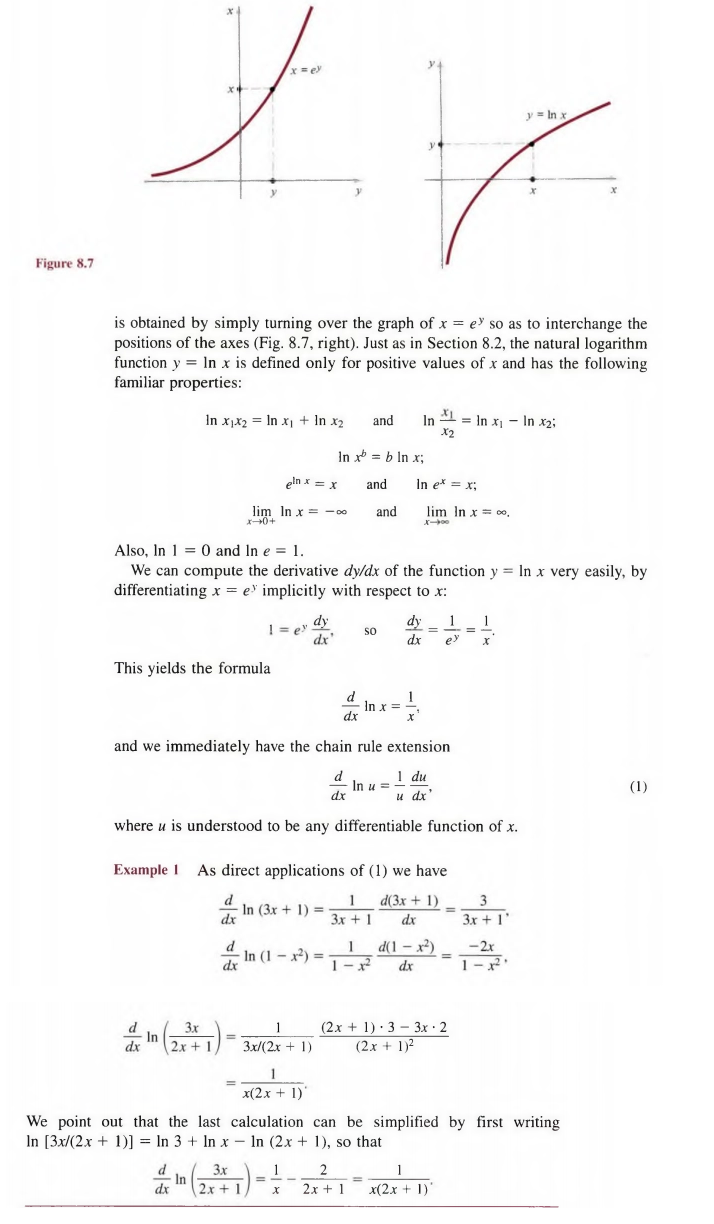 x
x = e^y
x
y
y
y
y = ln x
y
x
x
Figure 8.7
is obtained by simply turning over the graph of x = e^y so as to interchange the
positions of the axes (Fig. 8.7, right). Just as in Section 8.2, the natural logarithm
function y = ln x is defined only for positive values of x and has the following
familiar properties:
ln x₁x₂ = ln x₁ + ln x₂ and ln x₁/x₂ = ln x₁ − ln x₂;
ln x^b = b ln x;
e^(ln x) = x and ln e^x = x;
lim x→0+ ln x = −∞ and lim x→∞ ln x = ∞.
Also, ln 1 = 0 and ln e = 1.
We can compute the derivative dy/dx of the function y = ln x very easily, by
differentiating x = e^y implicitly with respect to x:
1 = e^y dy/dx, so dy/dx = 1/e^y = 1/x.
This yields the formula
d/dx ln x = 1/x,
and we immediately have the chain rule extension
d/dx ln u = 1/u du/dx, (1)
where u is understood to be any differentiable function of x.
Example 1 As direct applications of (1) we have
d/dx ln (3x + 1) = 1/(3x + 1) d(3x + 1)/dx = 3/(3x + 1),
d/dx ln (1 − x²) = 1/(1 − x²) d(1 − x²)/dx = −2x/(1 − x²),
d/dx ln (3x/(2x + 1)) = 1/(3x/(2x + 1)) ((2x + 1) · 3 − 3x · 2)/(2x + 1)²
= 1/(x(2x + 1)).
We point out that the last calculation can be simplified by first writing
ln [3x/(2x + 1)] = ln 3 + ln x − ln (2x + 1), so that
d/dx ln (3x/(2x + 1)) = 1/x − 2/(2x + 1) = 1/(x(2x + 1)).